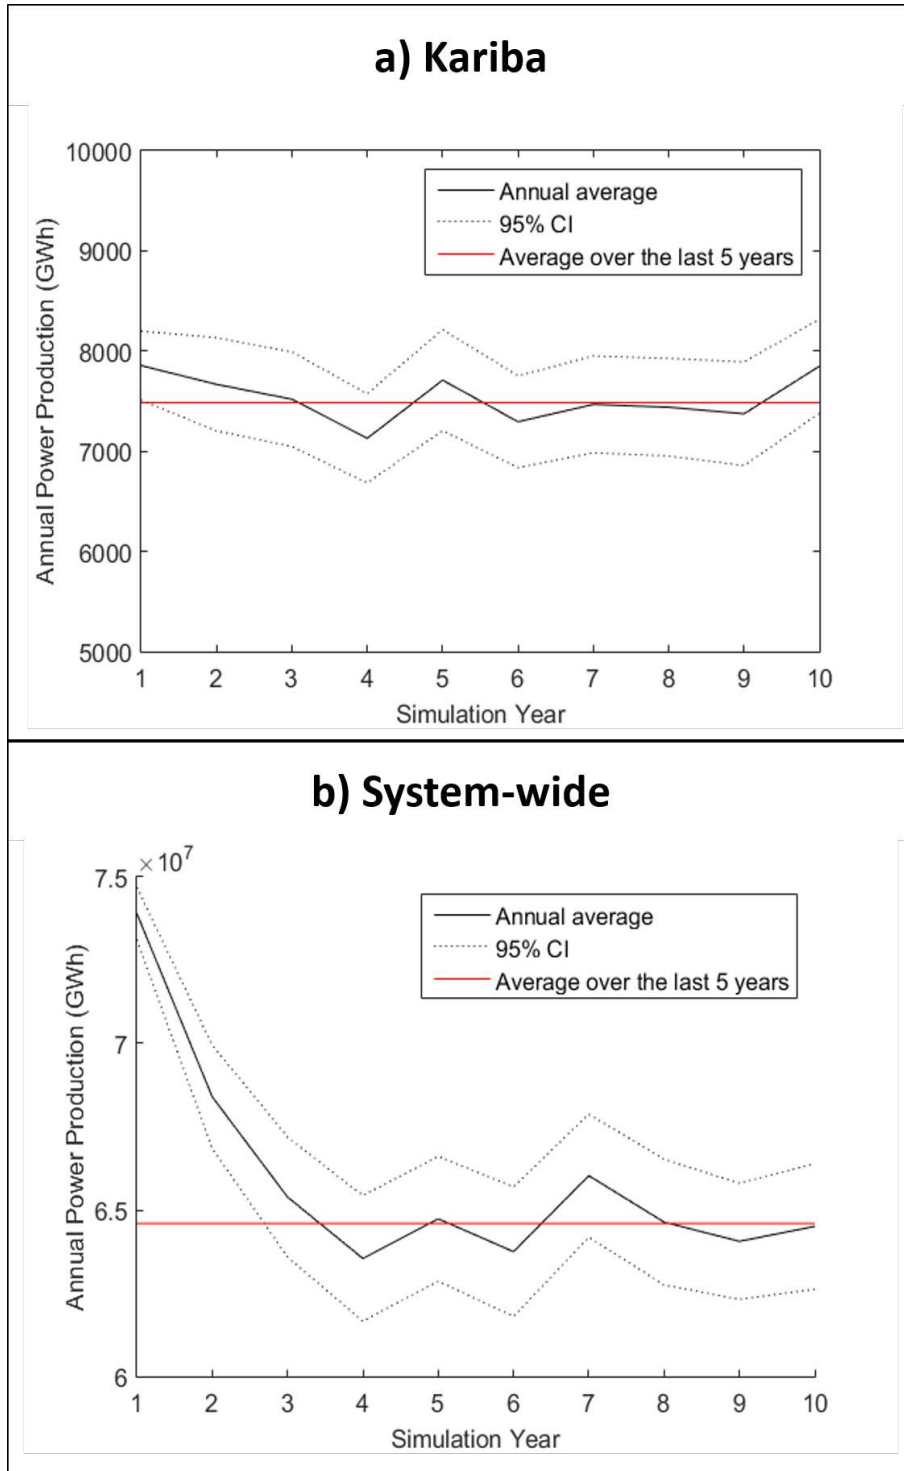 a) Kariba
10000
9000
8000
7000
6000
5000
Annual Power Production (GWh)
Annual average
95% CI
Average over the last 5 years
1 2 3 4 5 6 7 8 9 10
Simulation Year
b) System-wide
×10⁷
7.5
7
6.5
6
Annual Power Production (GWh)
Annual average
95% CI
Average over the last 5 years
1 2 3 4 5 6 7 8 9 10
Simulation Year